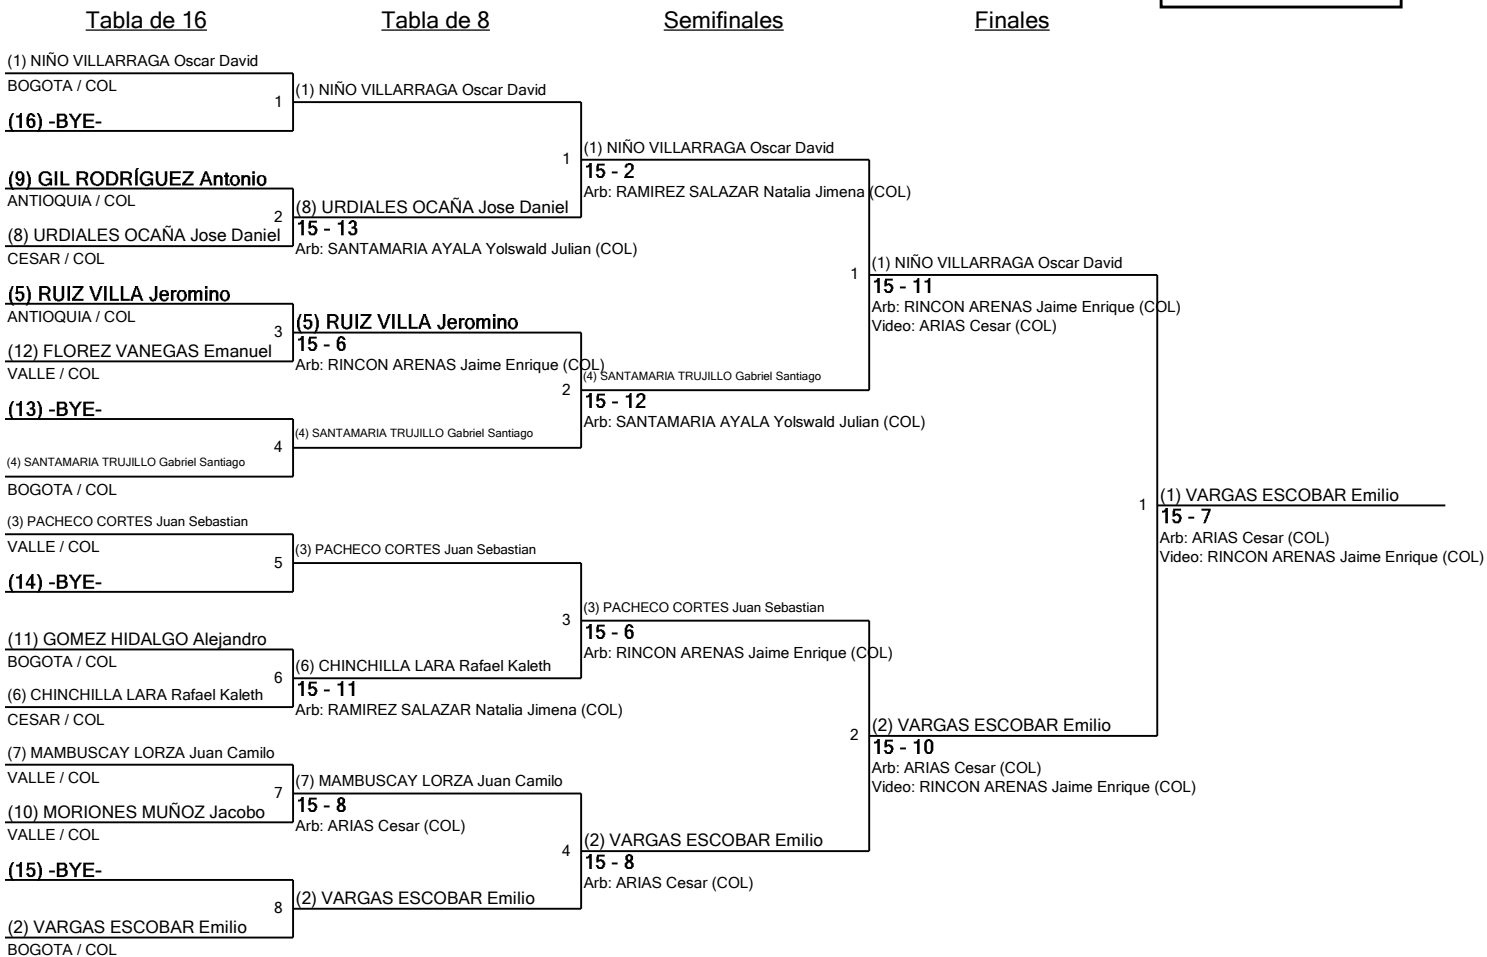 Tabla de 16
Tabla de 8
Semifinales
Finales
(1) NIÑO VILLARRAGA Oscar David
BOGOTA / COL
1
(16) -BYE-
(9) GIL RODRÍGUEZ Antonio
ANTIOQUIA / COL
2
(8) URDIALES OCAÑA Jose Daniel
CESAR / COL
(5) RUIZ VILLA Jeromino
ANTIOQUIA / COL
3
(12) FLOREZ VANEGAS Emanuel
VALLE / COL
(13) -BYE-
4
(4) SANTAMARIA TRUJILLO Gabriel Santiago
BOGOTA / COL
(3) PACHECO CORTES Juan Sebastian
VALLE / COL
5
(14) -BYE-
(11) GOMEZ HIDALGO Alejandro
BOGOTA / COL
6
(6) CHINCHILLA LARA Rafael Kaleth
CESAR / COL
(7) MAMBUSCAY LORZA Juan Camilo
VALLE / COL
7
(10) MORIONES MUÑOZ Jacobo
VALLE / COL
(15) -BYE-
8
(2) VARGAS ESCOBAR Emilio
BOGOTA / COL
(1) NIÑO VILLARRAGA Oscar David
1
(8) URDIALES OCAÑA Jose Daniel
15 - 13
Arb: SANTAMARIA AYALA Yolswald Julian (COL)
(5) RUIZ VILLA Jeromino
15 - 6
Arb: RINCON ARENAS Jaime Enrique (COL)
2
(4) SANTAMARIA TRUJILLO Gabriel Santiago
(3) PACHECO CORTES Juan Sebastian
3
(6) CHINCHILLA LARA Rafael Kaleth
15 - 11
Arb: RAMIREZ SALAZAR Natalia Jimena (COL)
(7) MAMBUSCAY LORZA Juan Camilo
15 - 8
Arb: ARIAS Cesar (COL)
4
(2) VARGAS ESCOBAR Emilio
(1) NIÑO VILLARRAGA Oscar David
15 - 2
Arb: RAMIREZ SALAZAR Natalia Jimena (COL)
1
(4) SANTAMARIA TRUJILLO Gabriel Santiago
15 - 12
Arb: SANTAMARIA AYALA Yolswald Julian (COL)
(3) PACHECO CORTES Juan Sebastian
15 - 6
Arb: RINCON ARENAS Jaime Enrique (COL)
2
(2) VARGAS ESCOBAR Emilio
15 - 8
Arb: ARIAS Cesar (COL)
(1) NIÑO VILLARRAGA Oscar David
15 - 11
Arb: RINCON ARENAS Jaime Enrique (COL)
Video: ARIAS Cesar (COL)
1
(2) VARGAS ESCOBAR Emilio
15 - 10
Arb: ARIAS Cesar (COL)
Video: RINCON ARENAS Jaime Enrique (COL)
(1) VARGAS ESCOBAR Emilio
15 - 7
Arb: ARIAS Cesar (COL)
Video: RINCON ARENAS Jaime Enrique (COL)